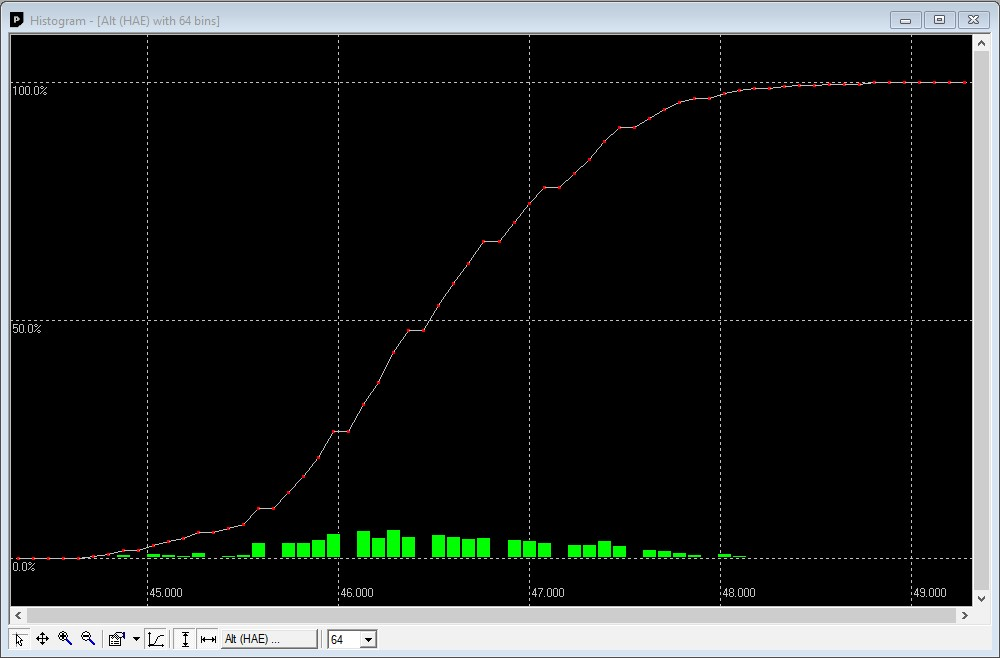 P Histogram - [Alt (HAE) with 64 bins]
100.0%
50.0%
0.0%
45.000 46.000 47.000 48.000 49.000
Alt (HAE) ... 64